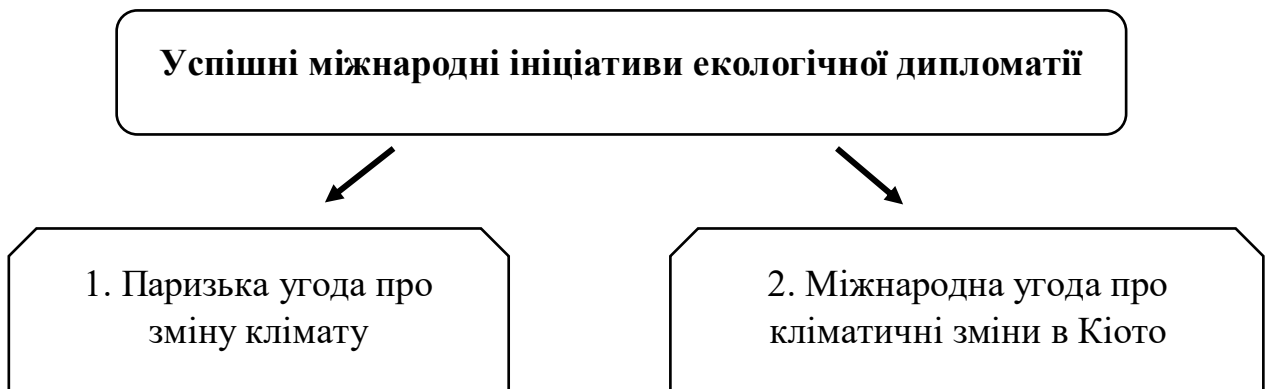 Успішні міжнародні ініціативи екологічної дипломатії
1. Паризька угода про
зміну клімату
2. Міжнародна угода про
кліматичні зміни в Кіото